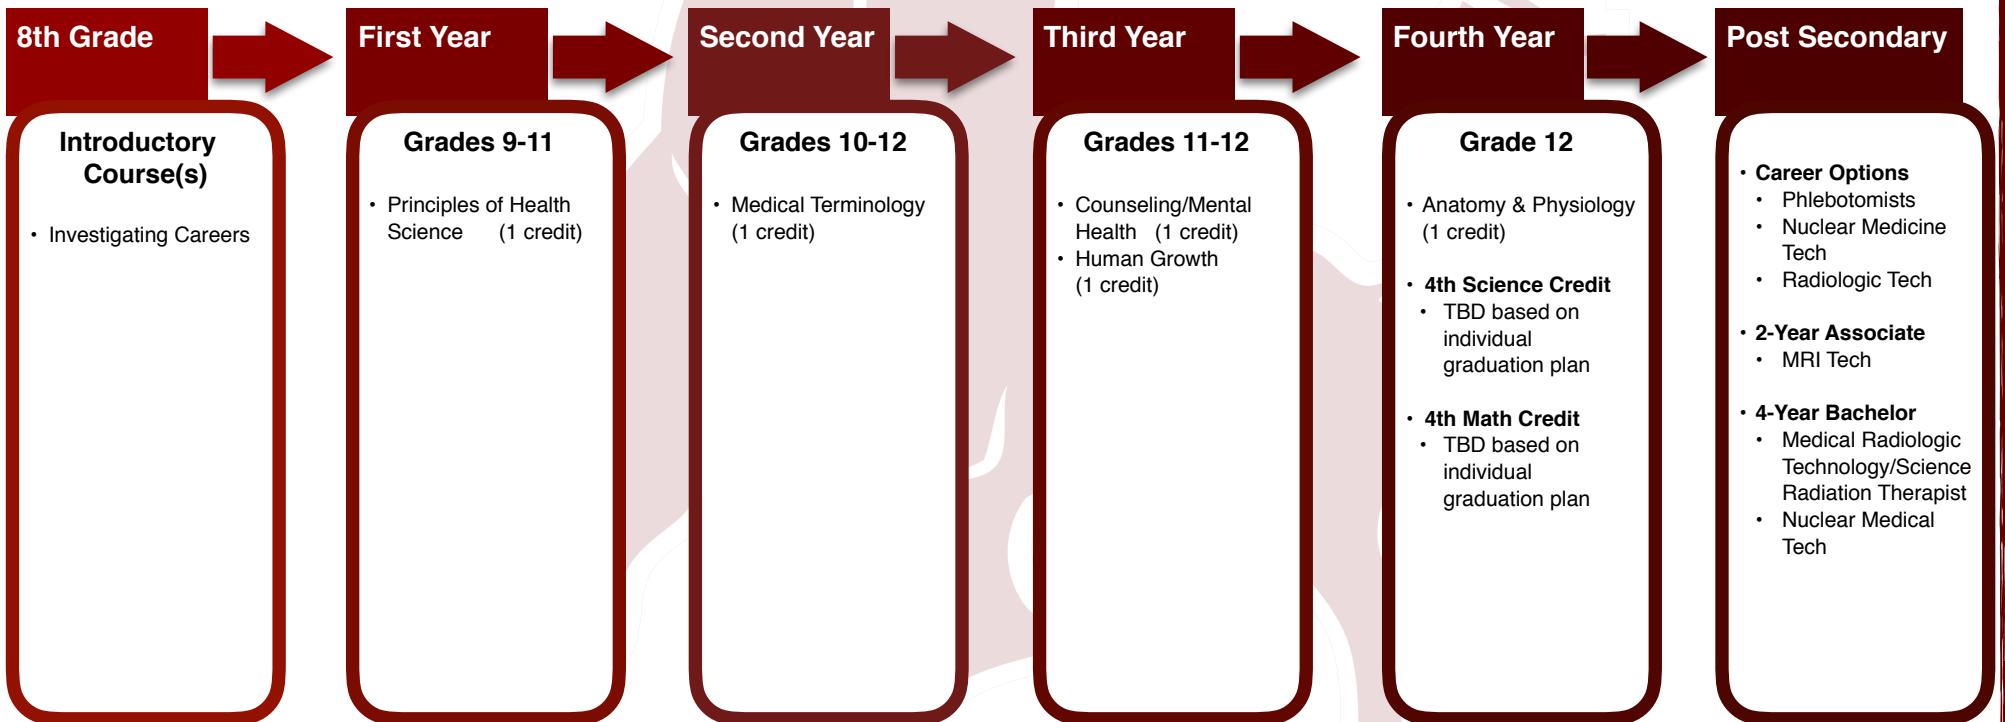 8th Grade
Introductory
Course(s)
• Investigating Careers
First Year
Grades 9-11
• Principles of Health
Science (1 credit)
Second Year
Grades 10-12
• Medical Terminology
(1 credit)
Third Year
Grades 11-12
• Counseling/Mental
Health (1 credit)
• Human Growth
(1 credit)
Fourth Year
Grade 12
• Anatomy & Physiology
(1 credit)
• 4th Science Credit
• TBD based on
individual
graduation plan
• 4th Math Credit
• TBD based on
individual
graduation plan
Post Secondary
• Career Options
• Phlebotomists
• Nuclear Medicine
Tech
• Radiologic Tech
• 2-Year Associate
• MRI Tech
• 4-Year Bachelor
• Medical Radiologic
Technology/Science
Radiation Therapist
• Nuclear Medical
Tech